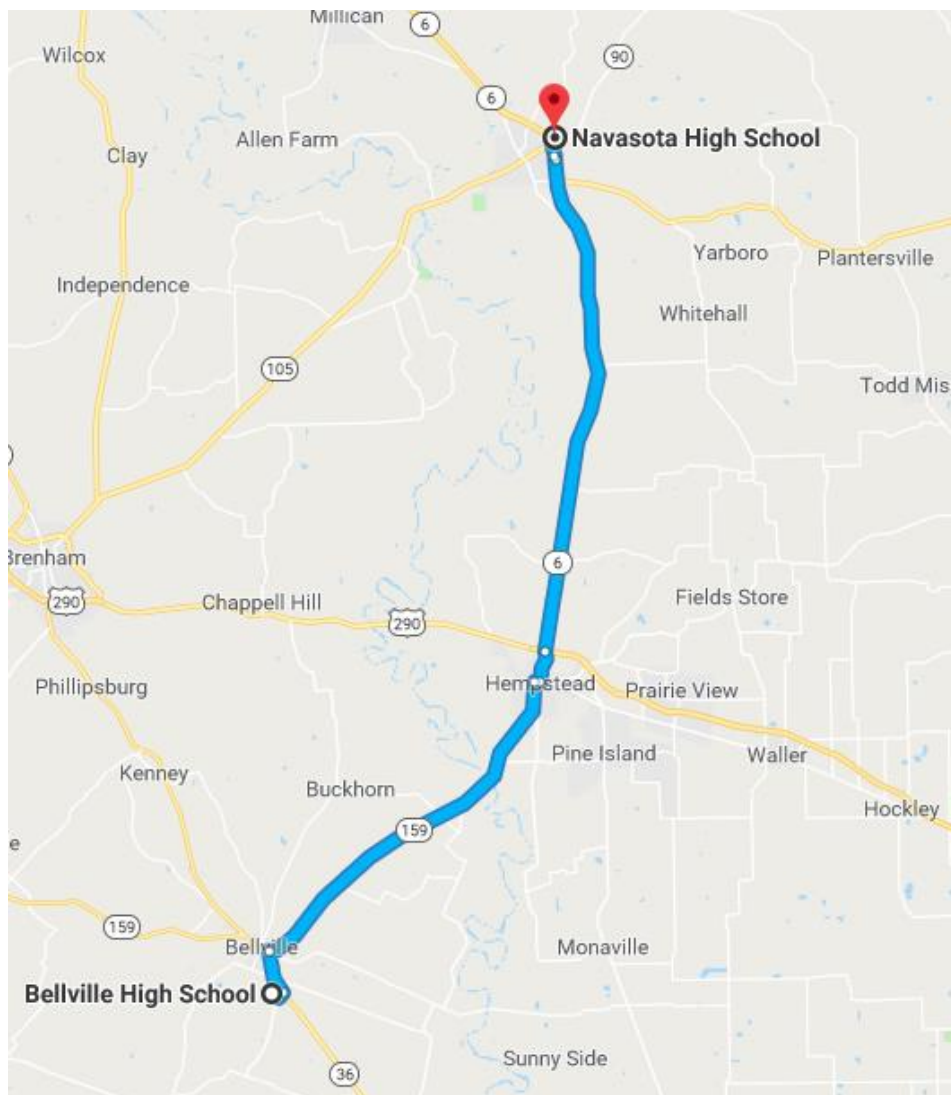 Millican
6
Wilcox
90
6
Navasota High School
Allen Farm
Clay
Yarboro
Plantersville
Independence
Whitehall
105
Todd Mis
6
Brenham
Fields Store
290
Chappell Hill
290
Hempstead
Phillipsburg
Prairie View
Pine Island
Waller
Kenney
Buckhorn
Hockley
159
e
159
Bellville
Monaville
Bellville High School
Sunny Side
36